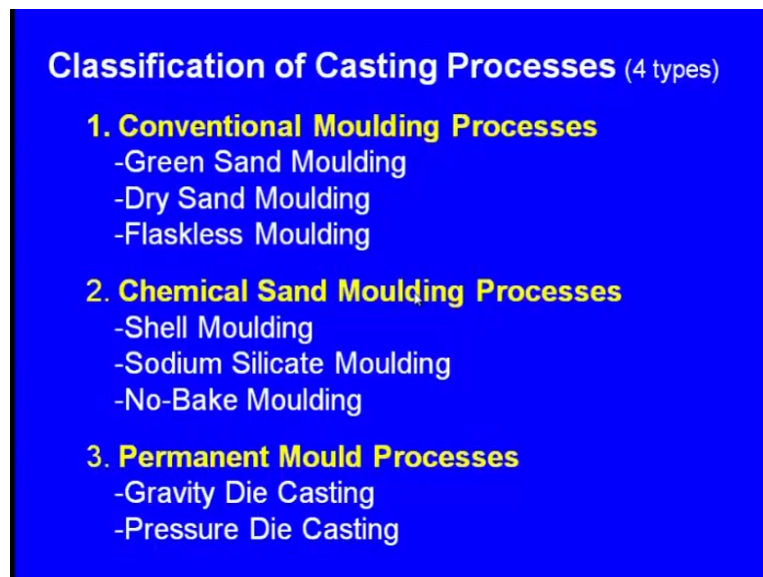 Classification of Casting Processes (4 types)
1. Conventional Moulding Processes
-Green Sand Moulding
-Dry Sand Moulding
-Flaskless Moulding
2. Chemical Sand Moulding Processes
-Shell Moulding
-Sodium Silicate Moulding
-No-Bake Moulding
3. Permanent Mould Processes
-Gravity Die Casting
-Pressure Die Casting